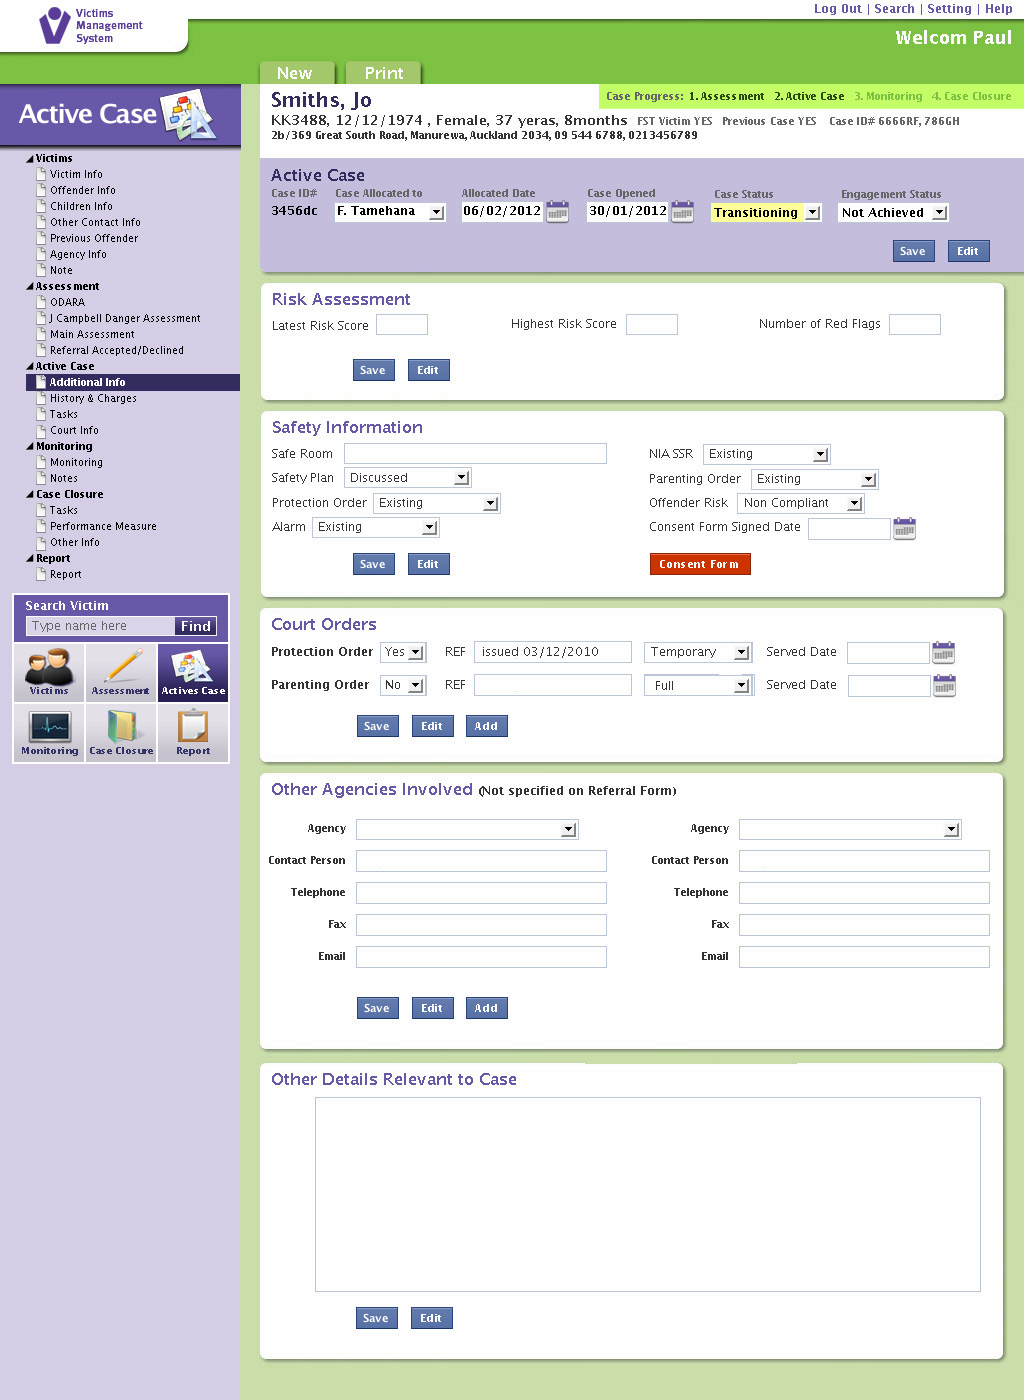 Victims
Management
System
Log Out | Search | Setting | Help
Welcom Paul
New Print
Active Case
Smiths, Jo
Case Progress: 1. Assessment 2. Active Case 3. Monitoring 4. Case Closure
KK3488, 12/12/1974 , Female, 37 yeras, 8months FST Victim YES Previous Case YES Case ID# 6666RF, 786GH
2b/369 Great South Road, Manurewa, Auckland 2034, 09 544 6788, 0213456789
Victims
Victim Info
Offender Info
Children Info
Other Contact Info
Previous Offender
Agency Info
Note
Assessment
ODARA
J Campbell Danger Assessment
Main Assessment
Referral Accepted/Declined
Active Case
Additional Info
History & Charges
Tasks
Court Info
Monitoring
Monitoring
Notes
Case Closure
Tasks
Performance Measure
Other Info
Report
Report
Search Victim
Type name here Find
Victims Assessment Actives Case
Monitoring Case Closure Report
Active Case
Case ID# Case Allocated to Allocated Date Case Opened Case Status Engagement Status
3456dc F. Tamehana 06/02/2012 30/01/2012 Transitioning Not Achieved
Save Edit
Risk Assessment
Latest Risk Score Highest Risk Score Number of Red Flags
Save Edit
Safety Information
Safe Room NIA SSR Existing
Safety Plan Discussed Parenting Order Existing
Protection Order Existing Offender Risk Non Compliant
Alarm Existing Consent Form Signed Date
Save Edit Consent Form
Court Orders
Protection Order Yes REF issued 03/12/2010 Temporary Served Date
Parenting Order No REF Full Served Date
Save Edit Add
Other Agencies Involved (Not specified on Referral Form)
Agency Agency
Contact Person Contact Person
Telephone Telephone
Fax Fax
Email Email
Save Edit Add
Other Details Relevant to Case
Save Edit